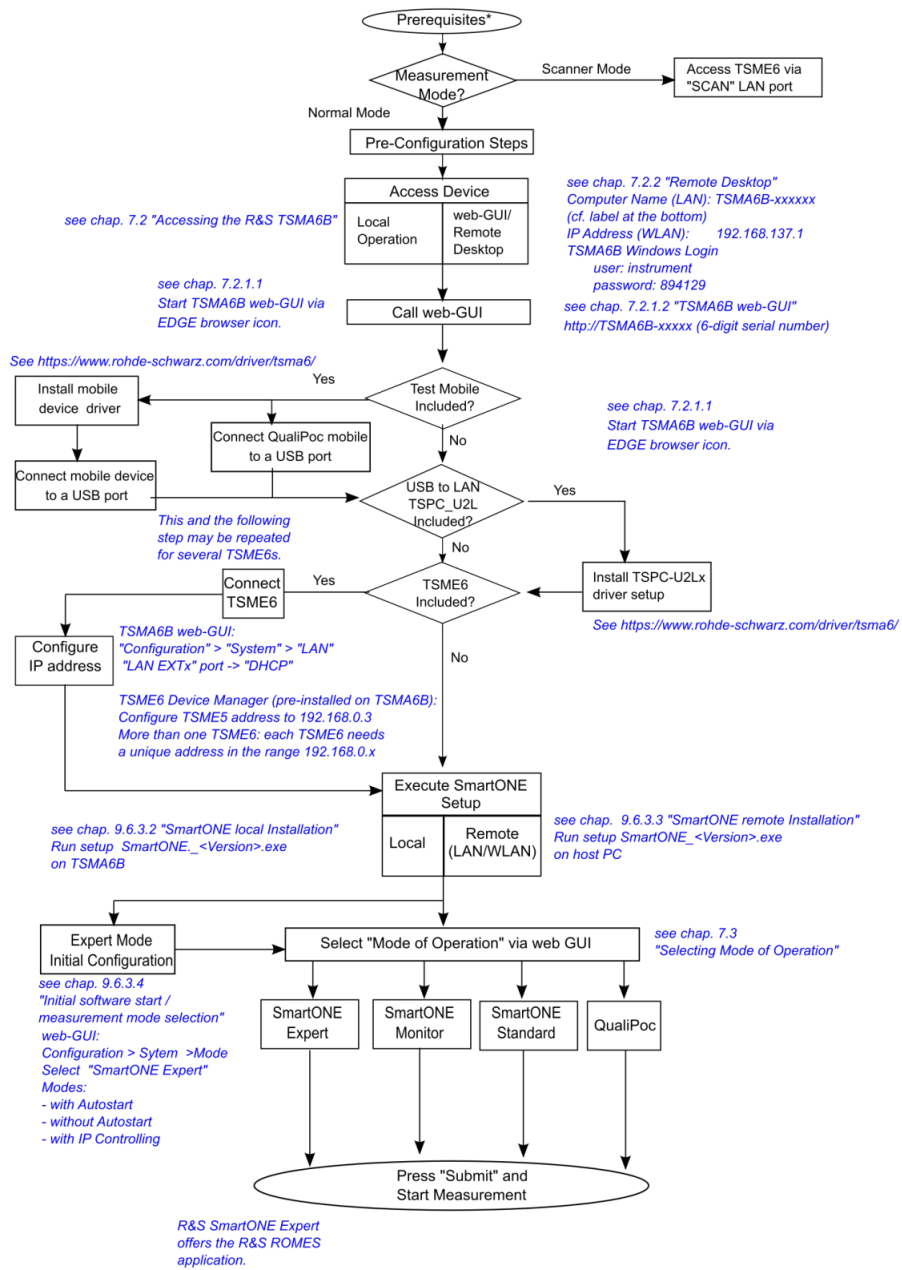 Prerequisites*
Measurement
Mode?
Scanner Mode
Access TSME6 via
"SCAN" LAN port
Normal Mode
Pre-Configuration Steps
Access Device
Local
Operation
web-GUI/
Remote
Desktop
see chap. 7.2 "Accessing the R&S TSMA6B"
see chap. 7.2.2 "Remote Desktop"
Computer Name (LAN): TSMA6B-xxxxxx
(cf. label at the bottom)
IP Address (WLAN): 192.168.137.1
TSMA6B Windows Login
user: instrument
password: 894129
see chap. 7.2.1.1
Start TSMA6B web-GUI via
EDGE browser icon.
Call web-GUI
see chap. 7.2.1.2 "TSMA6B web-GUI"
http://TSMA6B-xxxxx (6-digit serial number)
See https://www.rohde-schwarz.com/driver/tsma6/
Install mobile
device driver
Yes
Test Mobile
Included?
see chap. 7.2.1.1
Start TSMA6B web-GUI via
EDGE browser icon.
Connect QualiPoc mobile
to a USB port
No
Connect mobile device
to a USB port
USB to LAN
TSPC_U2L
Included?
Yes
This and the following
step may be repeated
for several TSME6s.
No
Connect
TSME6
Yes
TSME6
Included?
Install TSPC-U2Lx
driver setup
See https://www.rohde-schwarz.com/driver/tsma6/
Configure
IP address
TSMA6B web-GUI:
"Configuration" > "System" > "LAN"
"LAN EXTx" port -> "DHCP"
No
TSME6 Device Manager (pre-installed on TSMA6B):
Configure TSME5 address to 192.168.0.3
More than one TSME6: each TSME6 needs
a unique address in the range 192.168.0.x
Execute SmartONE
Setup
Local
Remote
(LAN/WLAN)
see chap. 9.6.3.2 "SmartONE local Installation"
Run setup SmartONE._<Version>.exe
on TSMA6B
see chap. 9.6.3.3 "SmartONE remote Installation"
Run setup SmartONE_<Version>.exe
on host PC
Expert Mode
Initial Configuration
Select "Mode of Operation" via web GUI
see chap. 7.3
"Selecting Mode of Operation"
see chap. 9.6.3.4
"Initial software start /
measurement mode selection"
web-GUI:
Configuration > Sytem >Mode
Select "SmartONE Expert"
Modes:
- with Autostart
- without Autostart
- with IP Controlling
SmartONE
Expert
SmartONE
Monitor
SmartONE
Standard
QualiPoc
Press "Submit" and
Start Measurement
R&S SmartONE Expert
offers the R&S ROMES
application.